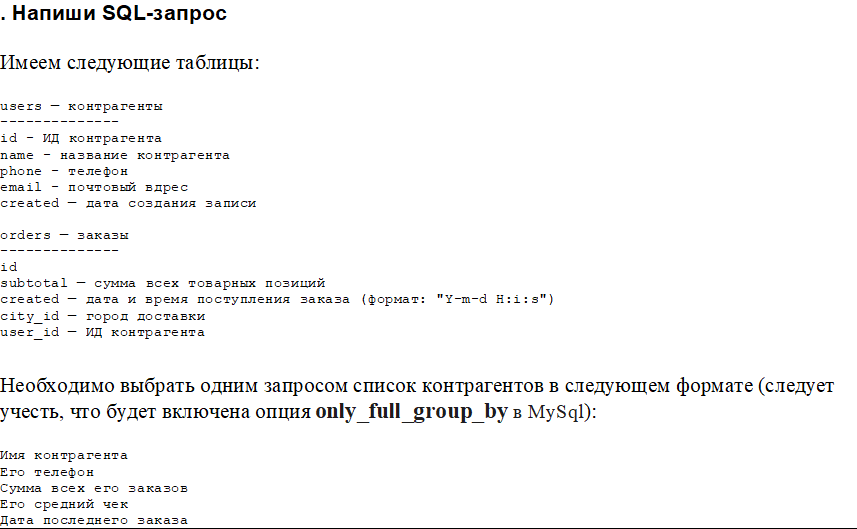 . Напиши SQL-запрос
Имеем следующие таблицы:
users — контрагенты
--------------
id - ИД контрагента
name - название контрагента
phone - телефон
email - почтовый вдрес
created — дата создания записи
orders — заказы
--------------
id
subtotal — сумма всех товарных позиций
created — дата и время поступления заказа (формат: "Y-m-d H:i:s")
city_id — город доставки
user_id — ИД контрагента
Необходимо выбрать одним запросом список контрагентов в следующем формате (следует
учесть, что будет включена опция only_full_group_by в MySql):
Имя контрагента
Его телефон
Сумма всех его заказов
Его средний чек
Дата последнего заказа